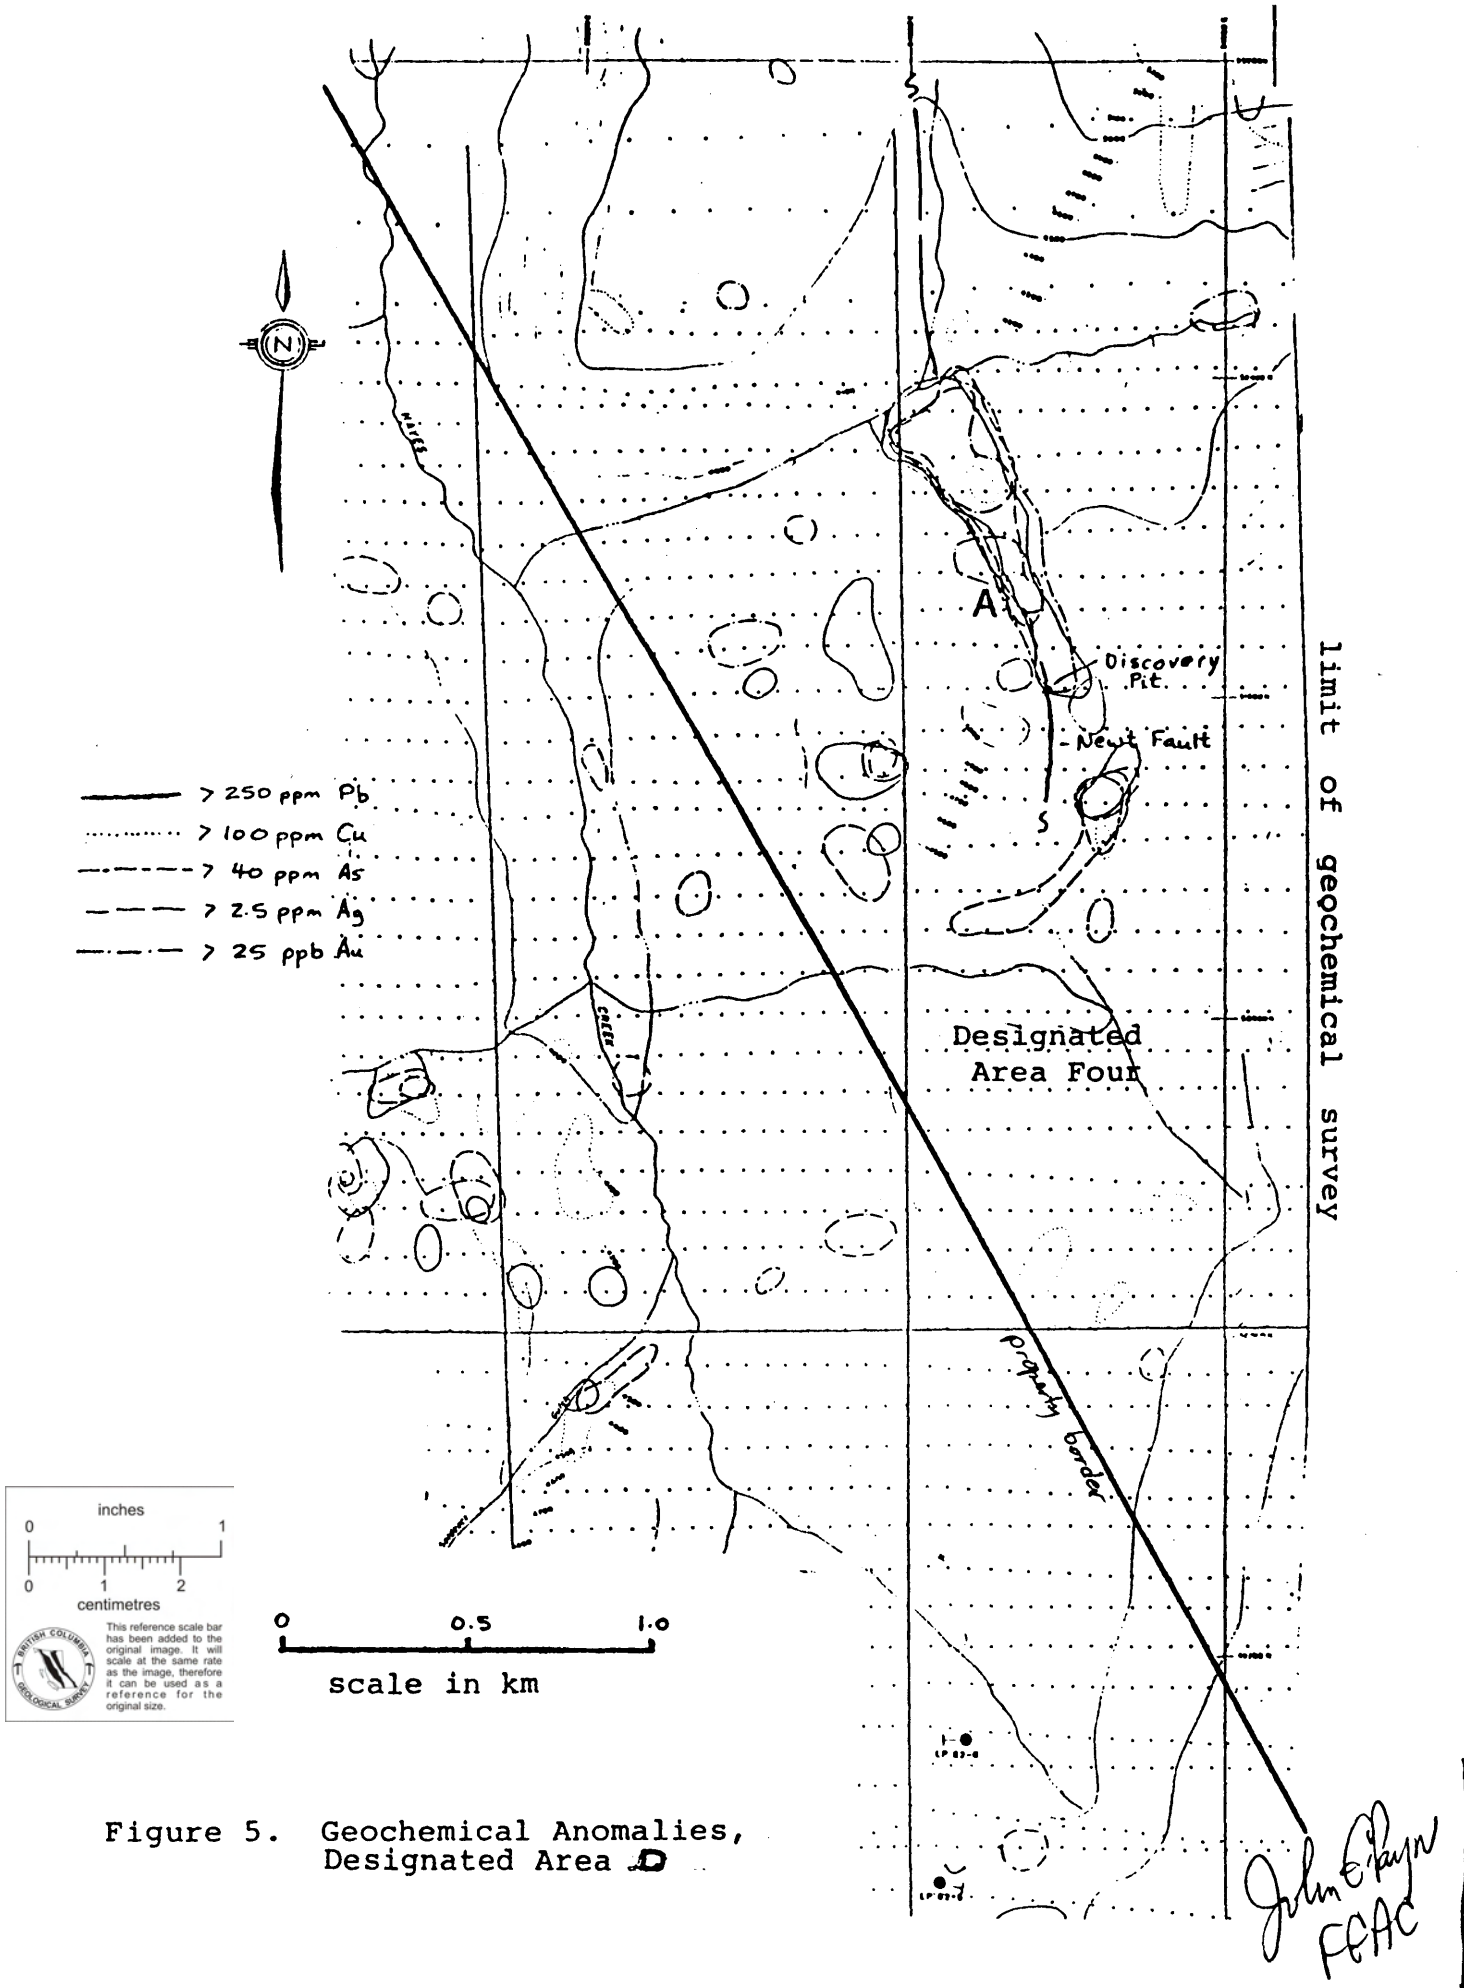 N
HAYES
A
Discovery
Pit
Newt Fault
S
S
> 250 ppm Pb
> 100 ppm Cu
> 40 ppm As
> 2.5 ppm Ag
> 25 ppb Au
limit of geochemical survey
CREEK
Designated
Area Four
property border
inches
0 1
0 1 2
centimetres
This reference scale bar
has been added to the
original image. It will
scale at the same rate
as the image, therefore
it can be used as a
reference for the
original size.
BRITISH COLUMBIA
GEOLOGICAL SURVEY
0 0.5 1.0
scale in km
Figure 5. Geochemical Anomalies,
Designated Area D
John
FGAC